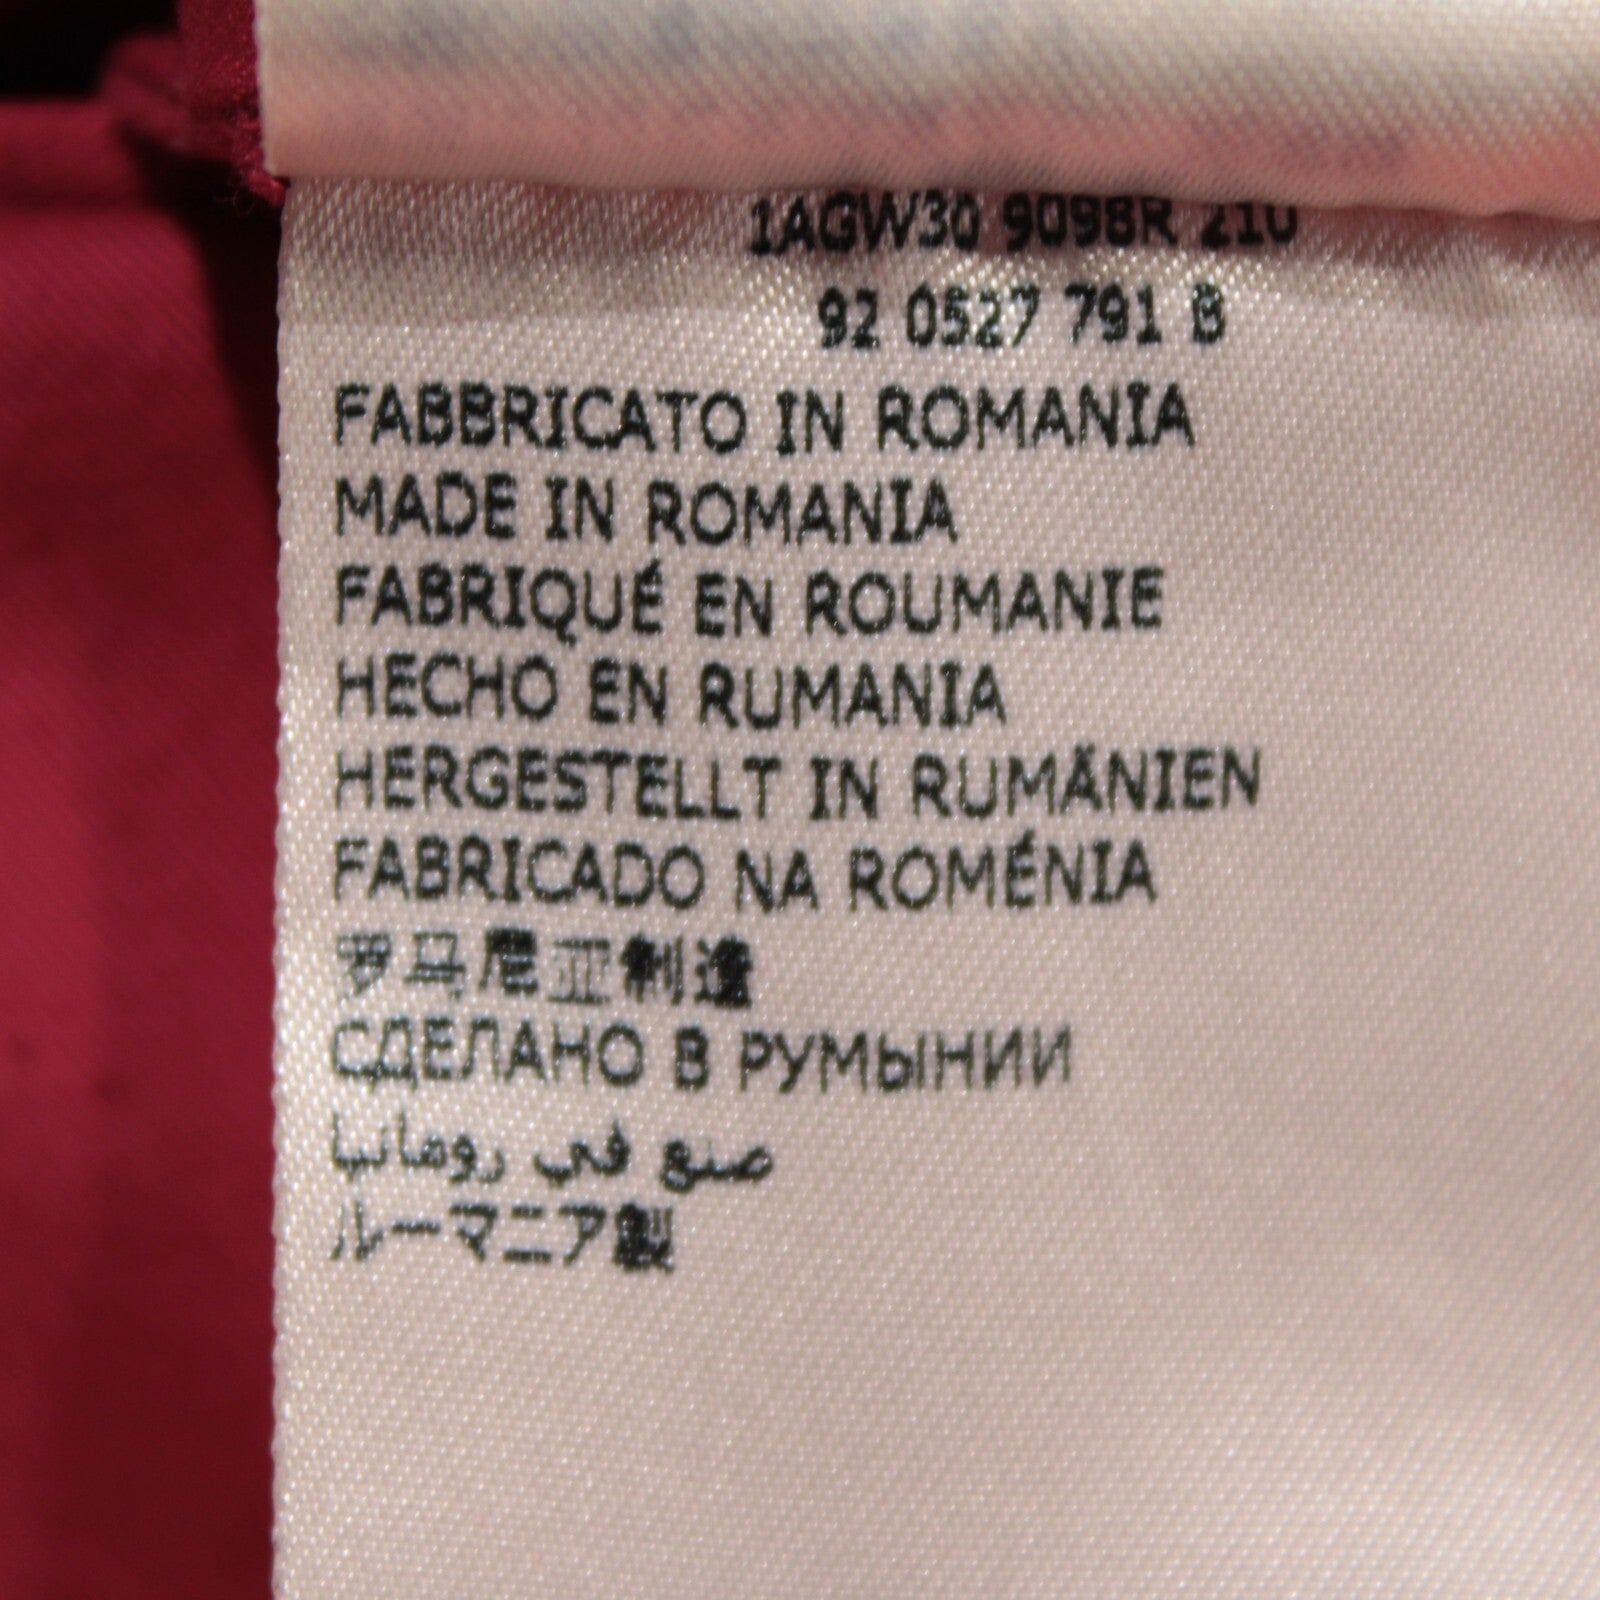 1AGW30 9098R 210
92 0527 791 B
FABBRICATO IN ROMANIA
MADE IN ROMANIA
FABRIQUÉ EN ROUMANIE
HECHO EN RUMANIA
HERGESTELLT IN RUMÄNIEN
FABRICADO NA ROMÉNIA
罗马尼亚制造
СДЕЛАНО В РУМЫНИИ
صنع في رومانيا
ルーマニア製